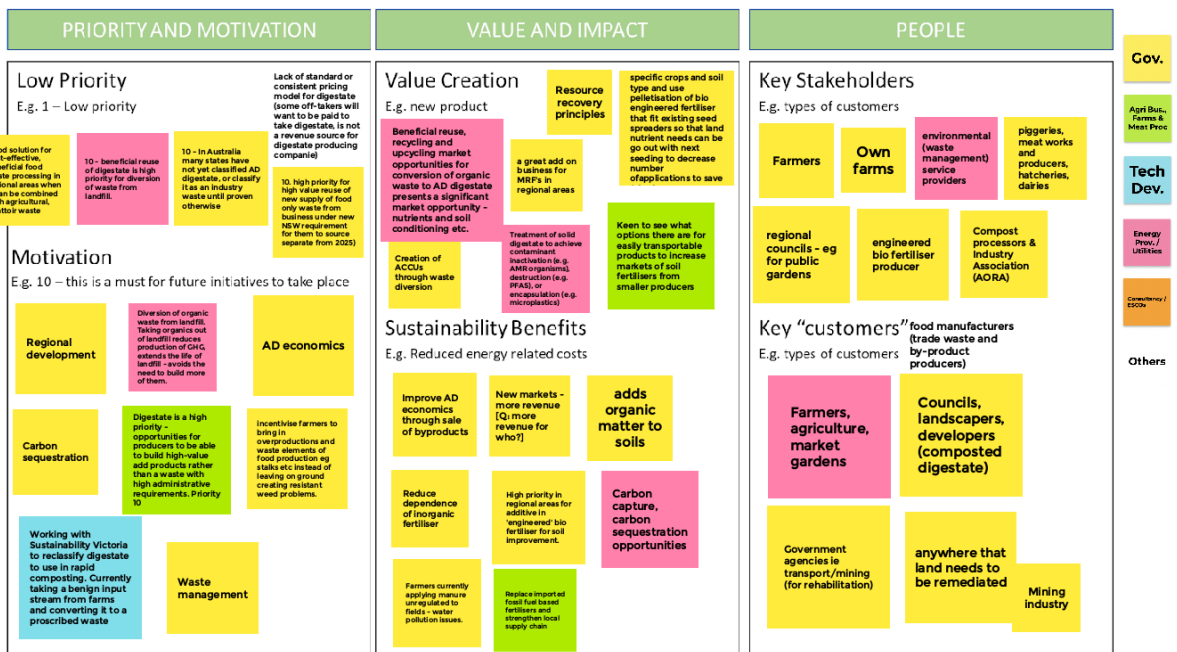 PRIORITY AND MOTIVATION
Low Priority
E.g. 1 – Low priority
Lack of standard or
consistent pricing
model for digestate
(some off-takers will
want to be paid to
take digestate, is not
a revenue source for
digestate producing
companie)
solution for
effective,
food
processing in
areas when
be combined
agricultural,
waste
10 - beneficial reuse
of digestate is high
priority for diversion
of waste from
landfill.
10 - In Australia
many states have
not yet classified AD
digestate, or classify
it as an industry
waste until proven
otherwise
10. high priority for
high value reuse of
new supply of food
only waste from
business under new
NSW requirement
for them to source
separate from 2025)
Motivation
E.g. 10 – this is a must for future initiatives to take place
Regional
development
Diversion of organic
waste from landfill.
Taking organics out
of landfill reduces
production of GHG,
extends the life of
landfill - avoids the
need to build more
of them.
AD economics
Carbon
sequestration
Digestate is a high
priority -
opportunities for
producers to be able
to build high-value
add products rather
than a waste with
high administrative
requirements. Priority
10
Incentivise farmers to
bring in
overproductions and
waste elements of
food production eg
stalks etc instead of
leaving on ground
creating resistant
weed problems.
Working with
Sustainability Victoria
to reclassify digestate
to use in rapid
composting. Currently
taking a benign input
stream from farms
and converting it to a
proscribed waste
Waste
management
VALUE AND IMPACT
Value Creation
E.g. new product
Resource
recovery
principles
specific crops and soil
type and use
pelletisation of bio
engineered fertiliser
that fit existing seed
spreaders so that land
nutrient needs can be
go out with next
seeding to decrease
number
ofapplications to save
Beneficial reuse,
recycling and
upcycling market
opportunities for
conversion of organic
waste to AD digestate
presents a significant
market opportunity -
nutrients and soil
conditioning etc.
a great add on
business for
MRF's in
regional areas
Creation of
ACCUs
through waste
diversion
Treatment of solid
digestate to achieve
contaminant
inactivation (e.g.
AMR organisms),
destruction (e.g.
PFAS), or
encapsulation (e.g.
microplastics)
Keen to see what
options there are for
easily transportable
products to increase
markets of soil
fertilisers from
smaller producers
Sustainability Benefits
E.g. Reduced energy related costs
Improve AD
economics
through sale
of byproducts
New markets -
more revenue
[Q: more
revenue for
who?]
adds
organic
matter to
soils
Reduce
dependence
of inorganic
fertiliser
High priority in
regional areas for
additive in
'engineered' bio
fertiliser for soil
improvement.
Carbon
capture,
carbon
sequestration
opportunities
Farmers currently
applying manure
unregulated to
fields - water
pollution issues.
Replace imported
fossil fuel based
fertilisers and
strengthen local
supply chain
PEOPLE
Key Stakeholders
E.g. types of customers
Farmers
Own
farms
environmental
(waste
management)
service
providers
piggeries,
meat works
and
producers,
hatcheries,
dairies
regional
councils - eg
for public
gardens
engineered
bio fertiliser
producer
Compost
processors &
Industry
Association
(AORA)
Key “customers”
E.g. types of customers
food manufacturers
(trade waste and
by-product
producers)
Farmers,
agriculture,
market
gardens
Councils,
landscapers,
developers
(composted
digestate)
Government
agencies ie
transport/mining
(for rehabilitation)
anywhere that
land needs to
be remediated
Mining
industry
Gov.
Agri Bus.,
Farms &
Meat Proc
Tech
Dev.
Energy
Prov. /
Utilities
Consultancy /
ESCOs
Others